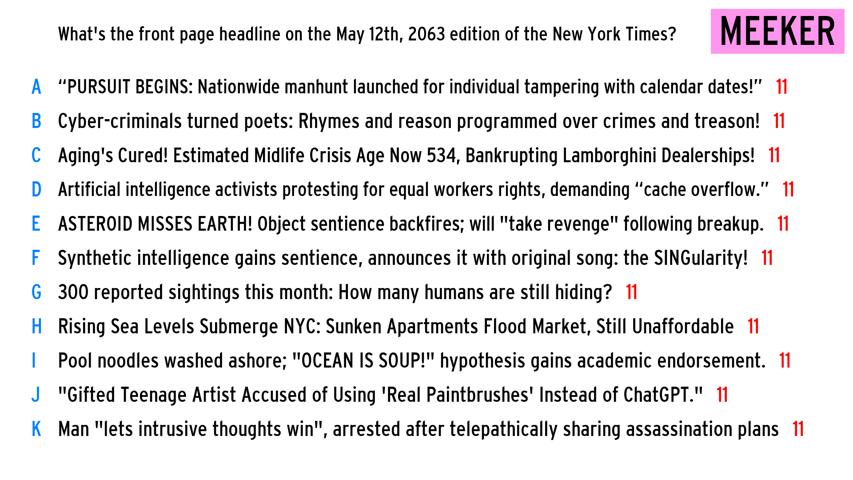 What's the front page headline on the May 12th, 2063 edition of the New York Times? MEEKER
A “PURSUIT BEGINS: Nationwide manhunt launched for individual tampering with calendar dates!” 11
B Cyber-criminals turned poets: Rhymes and reason programmed over crimes and treason! 11
C Aging's Cured! Estimated Midlife Crisis Age Now 534, Bankrupting Lamborghini Dealerships! 11
D Artificial intelligence activists protesting for equal workers rights, demanding “cache overflow.” 11
E ASTEROID MISSES EARTH! Object sentience backfires; will "take revenge" following breakup. 11
F Synthetic intelligence gains sentience, announces it with original song: the SINGularity! 11
G 300 reported sightings this month: How many humans are still hiding? 11
H Rising Sea Levels Submerge NYC: Sunken Apartments Flood Market, Still Unaffordable 11
I Pool noodles washed ashore; "OCEAN IS SOUP!" hypothesis gains academic endorsement. 11
J "Gifted Teenage Artist Accused of Using 'Real Paintbrushes' Instead of ChatGPT." 11
K Man "lets intrusive thoughts win", arrested after telepathically sharing assassination plans 11